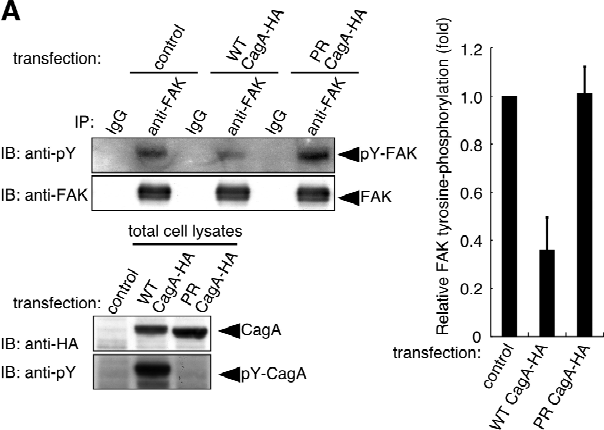 A
transfection:
control
WT CagA-HA
PR CagA-HA
IP:
IgG
anti-FAK
IgG
anti-FAK
IgG
anti-FAK
IB: anti-pY
pY-FAK
IB: anti-FAK
FAK
total cell lysates
transfection:
control
WT CagA-HA
PR CagA-HA
IB: anti-HA
CagA
IB: anti-pY
pY-CagA
Relative FAK tyrosine-phosphorylation (fold)
1.2
1.0
0.8
0.6
0.4
0.2
0
transfection:
control
WT CagA-HA
PR CagA-HA